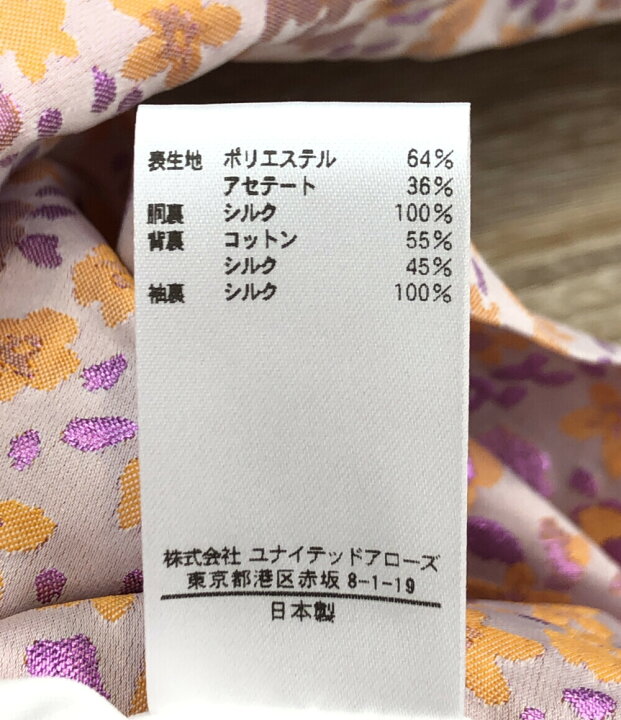 表生地 ポリエステル 64%
アセテート 36%
胴裏 シルク 100%
背裏 コットン 55%
シルク 45%
袖裏 シルク 100%
株式会社 ユナイテッドアローズ
東京都港区赤坂 8-1-19
日本製